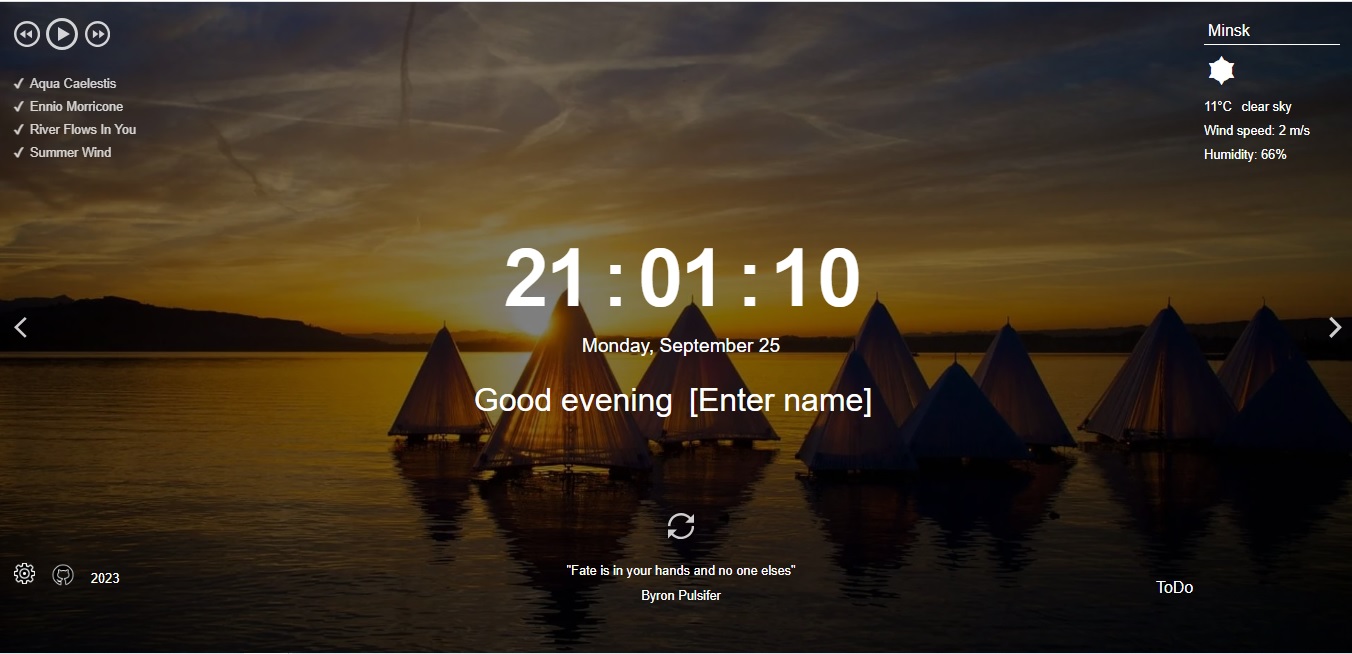 Aqua Caelestis
Ennio Morricone
River Flows In You
Summer Wind
Minsk
11°C clear sky
Wind speed: 2 m/s
Humidity: 66%
21:01:10
Monday, September 25
Good evening [Enter name]
"Fate is in your hands and no one elses"
Byron Pulsifer
2023
ToDo